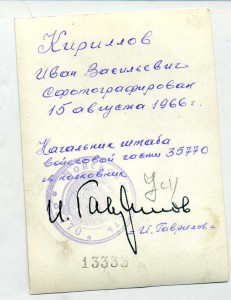 Кириллов
Иван Васильевич
Сфотографирован
15 августа 1966 г.
Начальник штаба
войсковой части 35770
полковник
И. Гаврилов
- И. Гаврилов -
13333